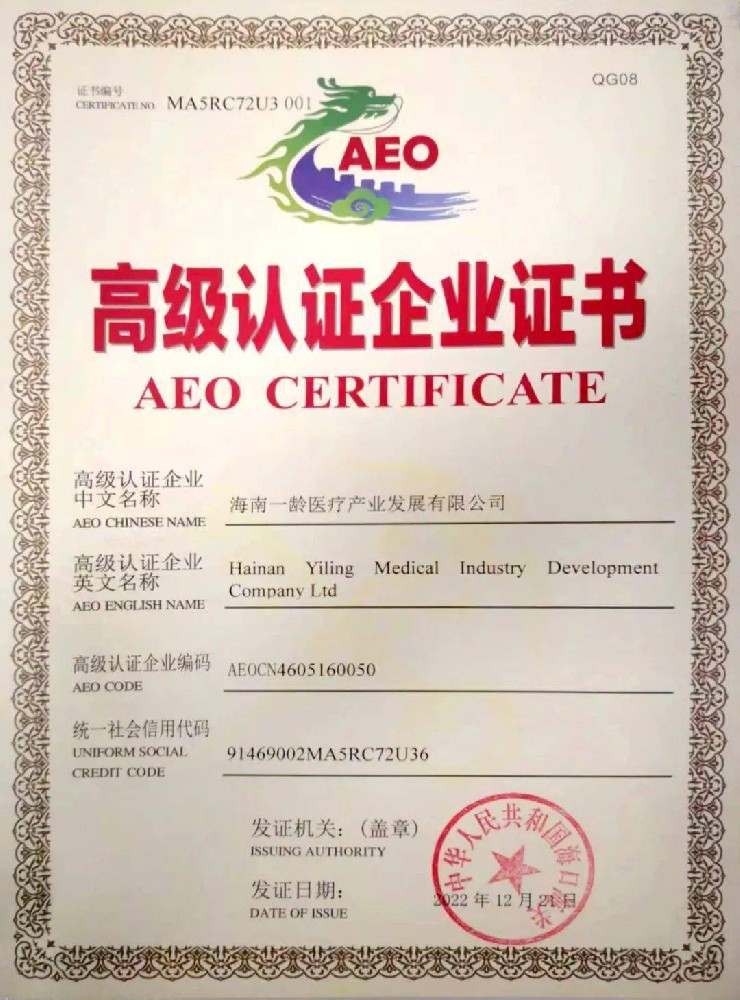 QG08
证书编号
CERTIFICATE NO. MA5RC72U3 001
AEO
高级认证企业证书
AEO CERTIFICATE
高级认证企业
中文名称
海南一龄医疗产业发展有限公司
AEO CHINESE NAME
高级认证企业
英文名称
Hainan Yiling Medical Industry Development
Company Ltd
AEO ENGLISH NAME
高级认证企业编码
AEOCN4605160050
AEO CODE
统一社会信用代码
UNIFORM SOCIAL
91469002MA5RC72U36
CREDIT CODE
发证机关：(盖章)
ISSUING AUTHORITY
中华人民共和国海口海关
发证日期：
2022 年 12 月 21 日
DATE OF ISSUE